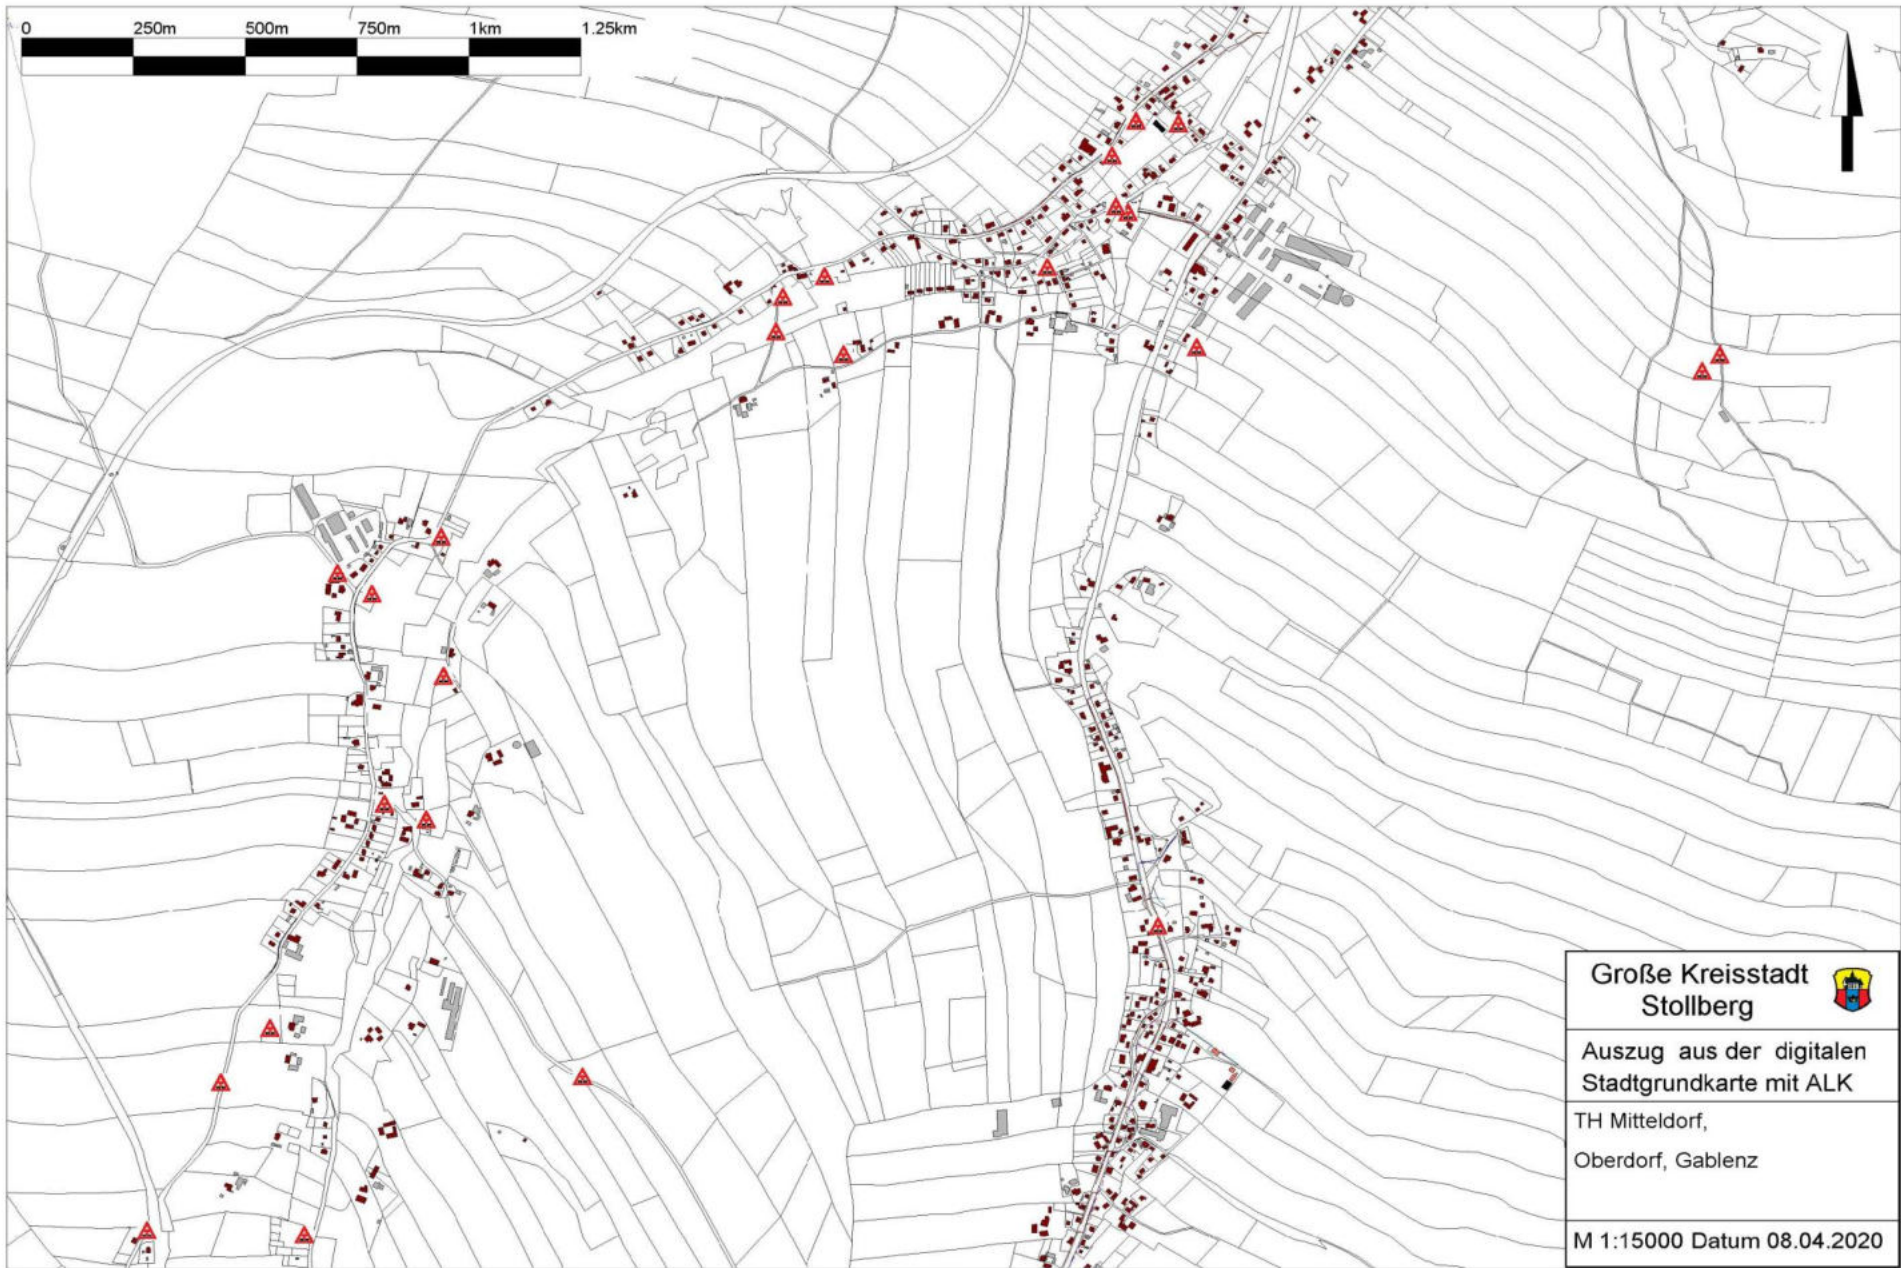 0 250m 500m 750m 1km 1.25km
Große Kreisstadt
Stollberg
Auszug aus der digitalen
Stadtgrundkarte mit ALK
TH Mitteldorf,
Oberdorf, Gablenz
M 1:15000 Datum 08.04.2020